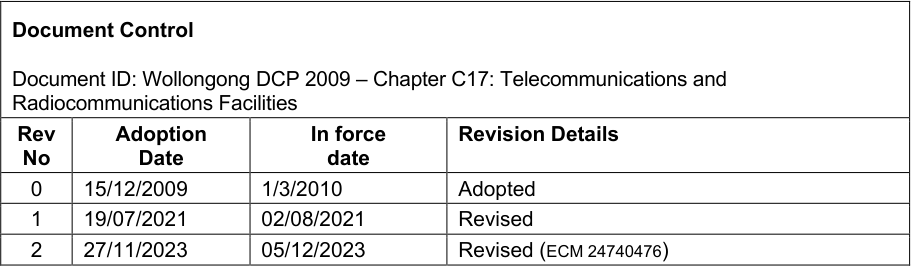 Document Control
Document ID: Wollongong DCP 2009 – Chapter C17: Telecommunications and
Radiocommunications Facilities
Rev No Adoption Date In force date Revision Details
0 15/12/2009 1/3/2010 Adopted
1 19/07/2021 02/08/2021 Revised
2 27/11/2023 05/12/2023 Revised (ECM 24740476)